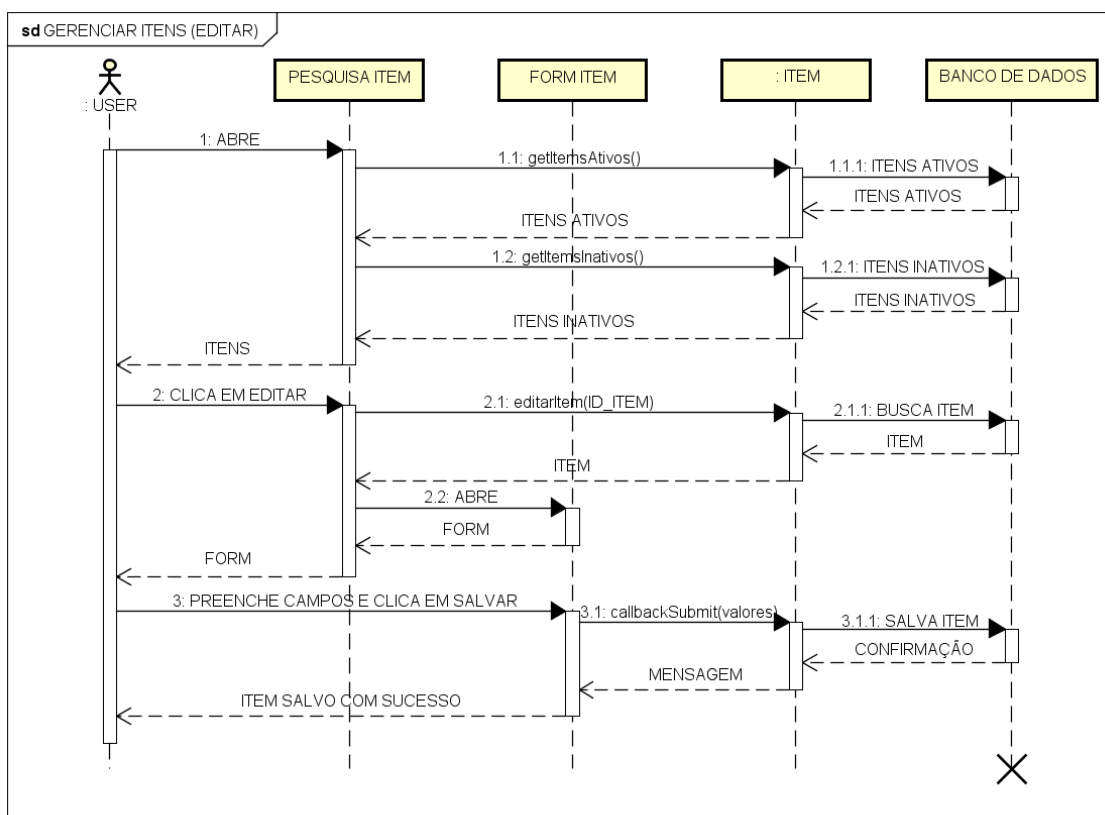 sd GERENCIAR ITENS (EDITAR)
: USER
PESQUISA ITEM
FORM ITEM
: ITEM
BANCO DE DADOS
1: ABRE
1.1: getItemsAtivos()
1.1.1: ITENS ATIVOS
ITENS ATIVOS
ITENS ATIVOS
1.2: getItemsInativos()
1.2.1: ITENS INATIVOS
ITENS INATIVOS
ITENS INATIVOS
ITENS
2: CLICA EM EDITAR
2.1: editarItem(ID_ITEM)
2.1.1: BUSCA ITEM
ITEM
ITEM
2.2: ABRE
FORM
FORM
3: PREENCHE CAMPOS E CLICA EM SALVAR
3.1: callbackSubmit(valores)
3.1.1: SALVA ITEM
CONFIRMAÇÃO
MENSAGEM
ITEM SALVO COM SUCESSO